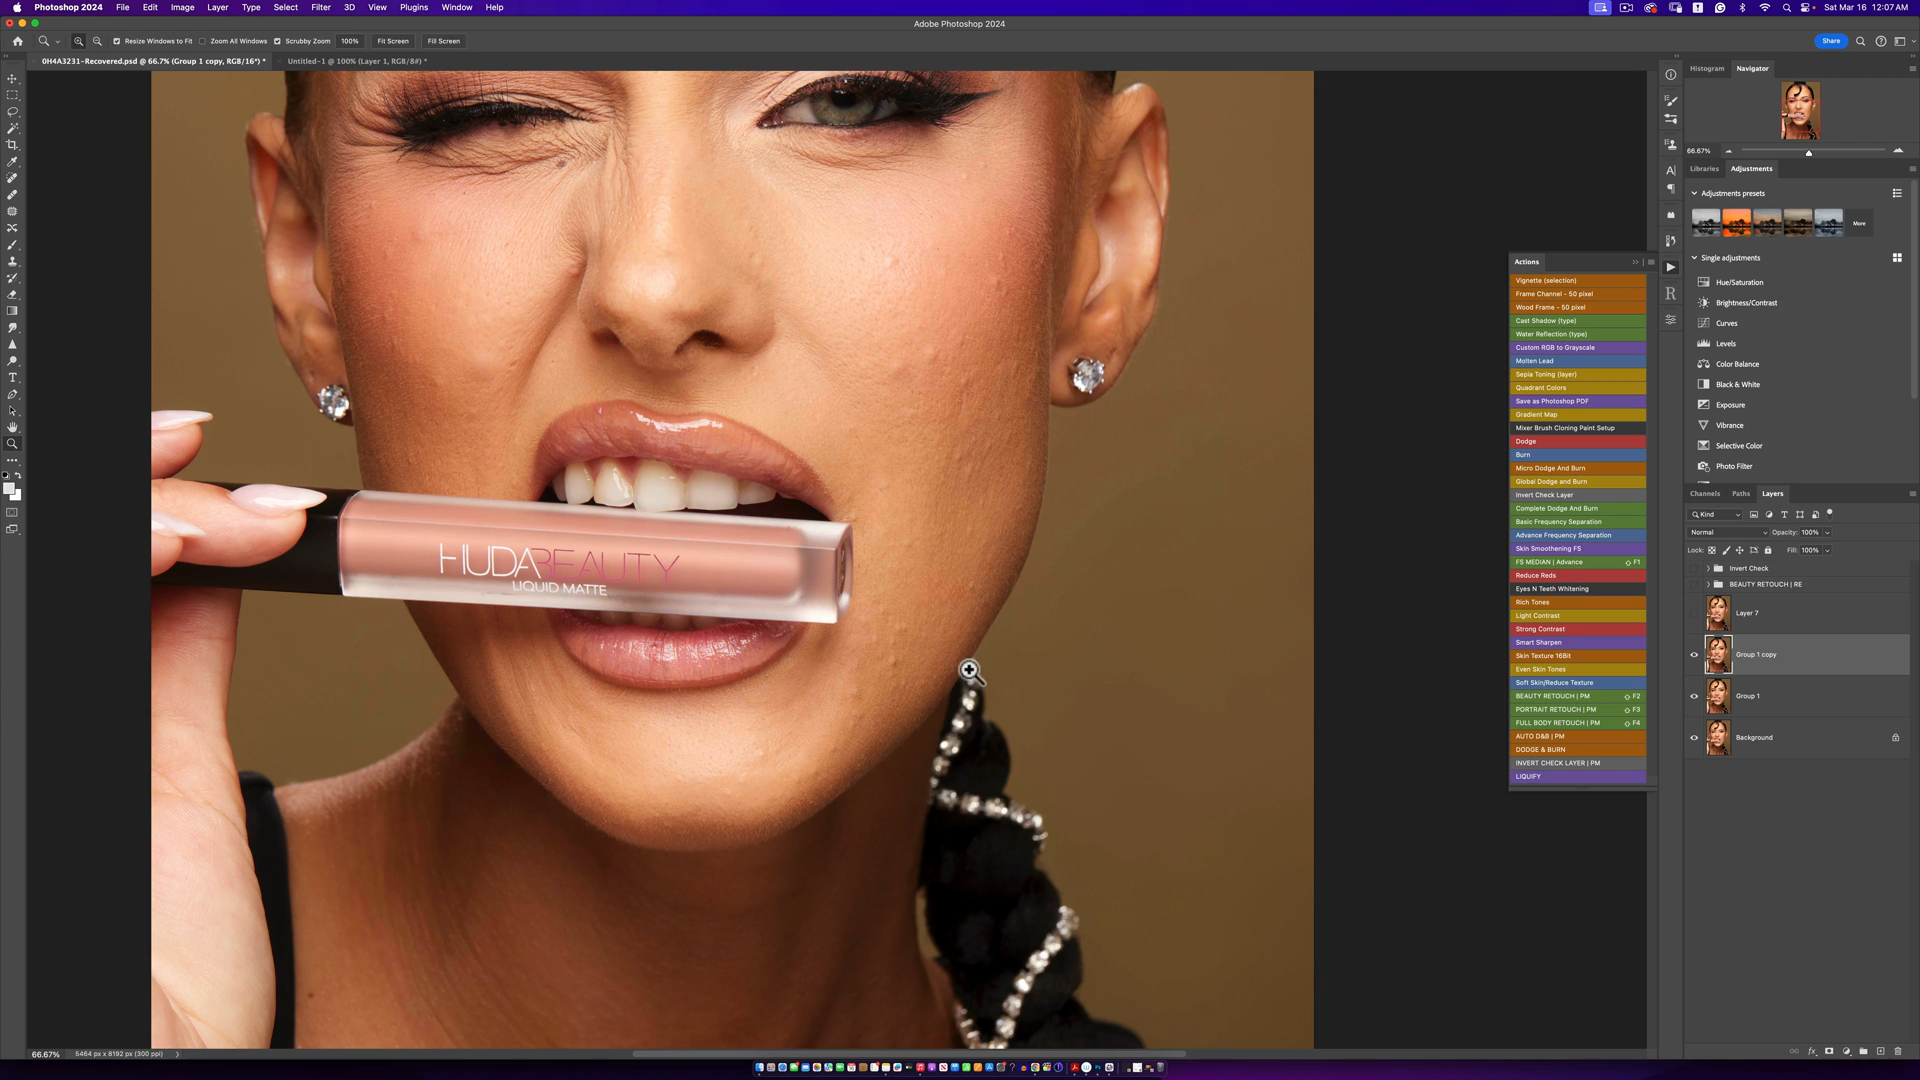 Photoshop 2024 File Edit Image Layer Type Select Filter 3D View Plugins Window Help
Sat Mar 16 12:07 AM
Adobe Photoshop 2024
Resize Windows to Fit Zoom All Windows Scrubby Zoom 100% Fit Screen Fill Screen
Share
0H4A3231-Recovered.psd @ 66.7% (Group 1 copy, RGB/16*) *
Untitled-1 @ 100% (Layer 1, RGB/8#) *
Histogram Navigator
66.67%
Libraries Adjustments
Adjustments presets
More
Single adjustments
Hue/Saturation
Brightness/Contrast
Curves
Levels
Color Balance
Black & White
Exposure
Vibrance
Selective Color
Photo Filter
Actions
Vignette (selection)
Frame Channel - 50 pixel
Wood Frame - 50 pixel
Cast Shadow (type)
Water Reflection (type)
Custom RGB to Grayscale
Molten Lead
Sepia Toning (layer)
Quadrant Colors
Save as Photoshop PDF
Gradient Map
Mixer Brush Cloning Paint Setup
Dodge
Burn
Micro Dodge And Burn
Global Dodge and Burn
Invert Check Layer
Complete Dodge And Burn
Basic Frequency Separation
Advance Frequency Separation
Skin Smoothening FS
FS MEDIAN | Advance F1
Reduce Reds
Eyes N Teeth Whitening
Rich Tones
Light Contrast
Strong Contrast
Smart Sharpen
Skin Texture 16Bit
Even Skin Tones
Soft Skin/Reduce Texture
BEAUTY RETOUCH | PM F2
PORTRAIT RETOUCH | PM F3
FULL BODY RETOUCH | PM F4
AUTO D&B | PM
DODGE & BURN
INVERT CHECK LAYER | PM
LIQUIFY
Channels Paths Layers
Kind
Normal Opacity: 100%
Lock: Fill: 100%
Invert Check
BEAUTY RETOUCH | RE
Layer 7
Group 1 copy
Group 1
Background
HUDABEAUTY
LIQUID MATTE
66.67% 5464 px x 8192 px (300 ppi)